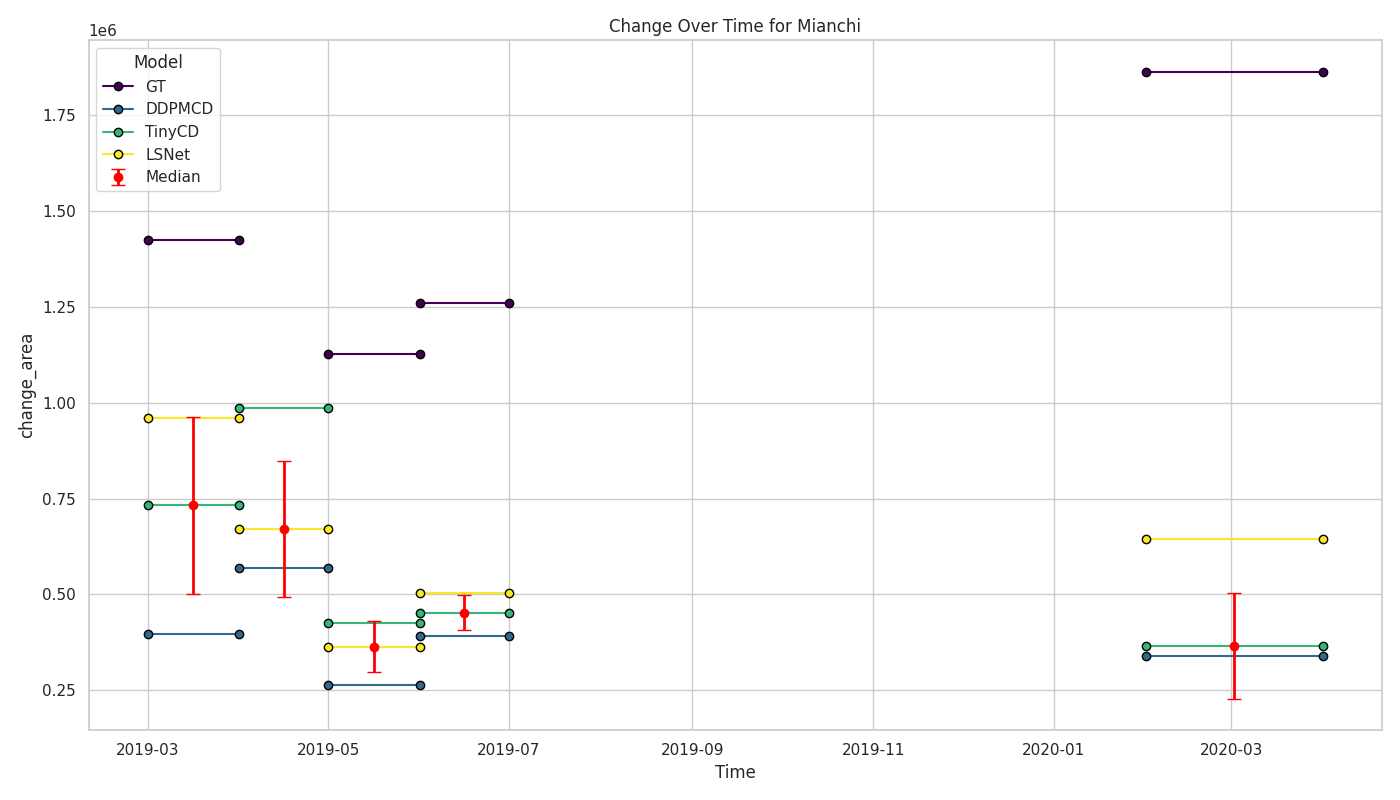 Change Over Time for Mianchi
1e6
Model
GT
DDPMCD
TinyCD
LSNet
Median
1.75
1.50
1.25
1.00
0.75
0.50
0.25
change_area
2019-03
2019-05
2019-07
2019-09
2019-11
2020-01
2020-03
Time